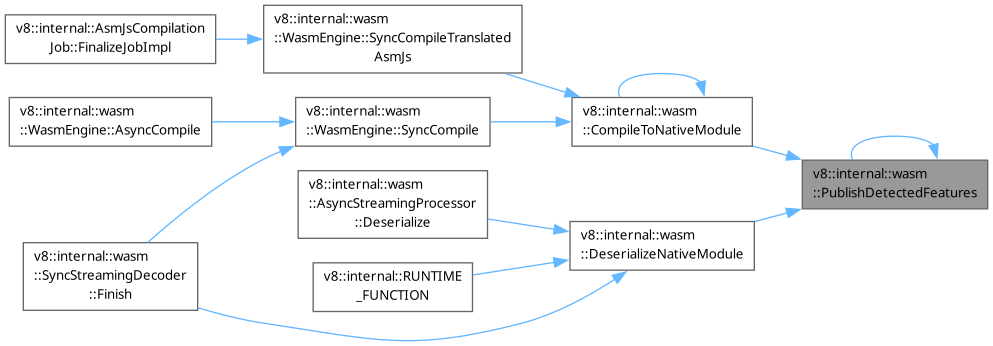 v8::internal::AsmJsCompilation
Job::FinalizeJobImpl
v8::internal::wasm
::WasmEngine::SyncCompileTranslated
AsmJs
v8::internal::wasm
::WasmEngine::AsyncCompile
v8::internal::wasm
::WasmEngine::SyncCompile
v8::internal::wasm
::CompileToNativeModule
v8::internal::wasm
::PublishDetectedFeatures
v8::internal::wasm
::AsyncStreamingProcessor
::Deserialize
v8::internal::wasm
::DeserializeNativeModule
v8::internal::wasm
::SyncStreamingDecoder
::Finish
v8::internal::RUNTIME
_FUNCTION